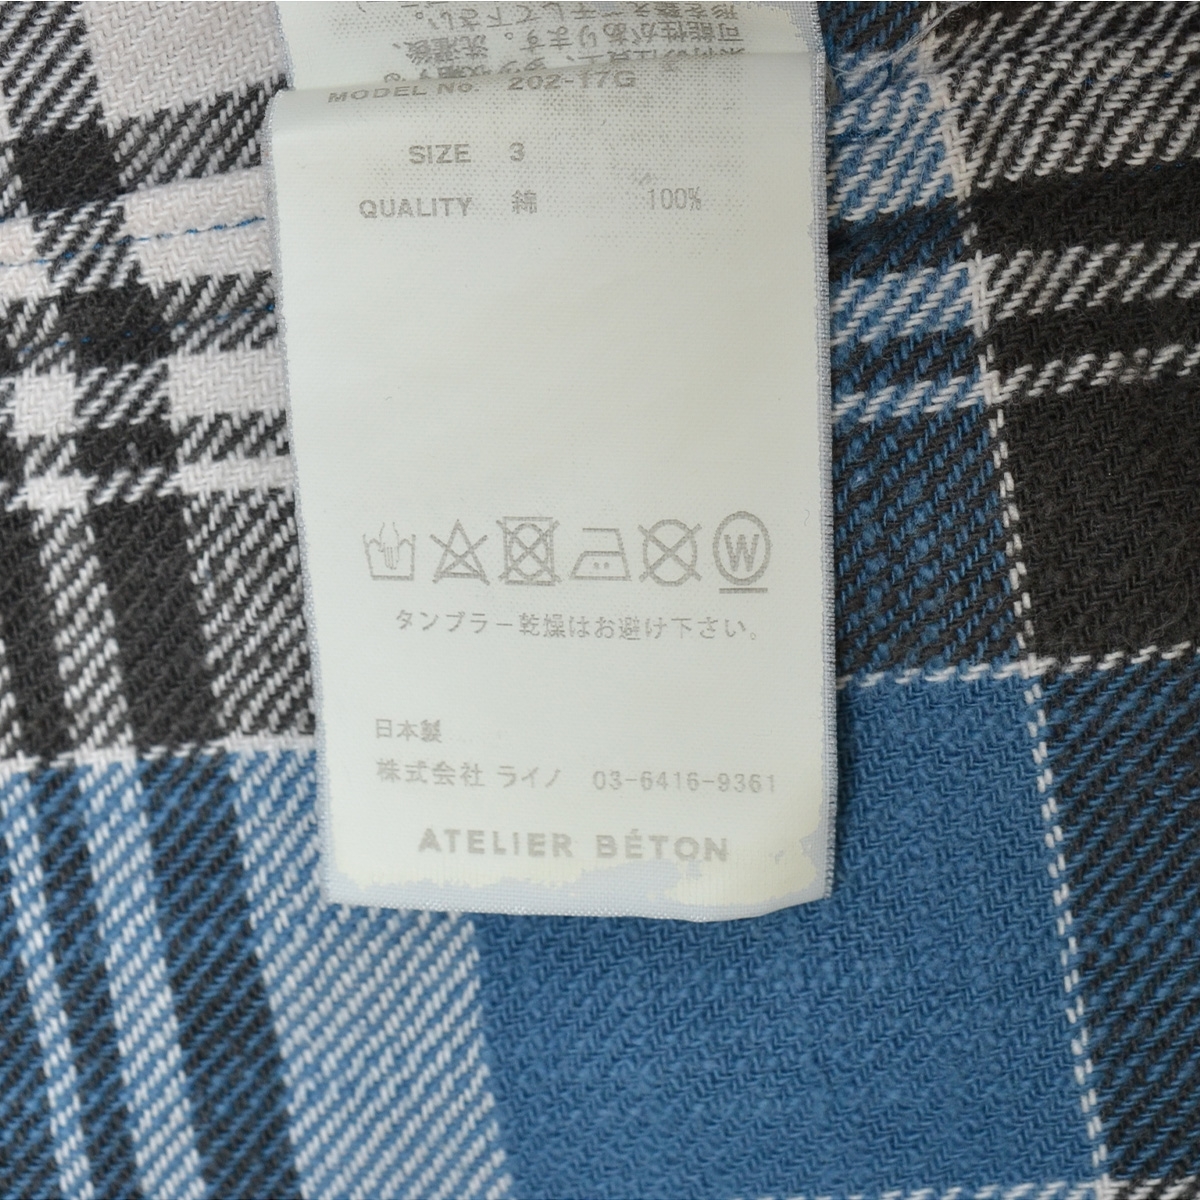 MODEL No. 202-17G
SIZE 3
QUALITY 綿 100%
W
タンブラー乾燥はお避け下さい。
日本製
株式会社 ライノ 03-6416-9361
ATELIER BÉTON